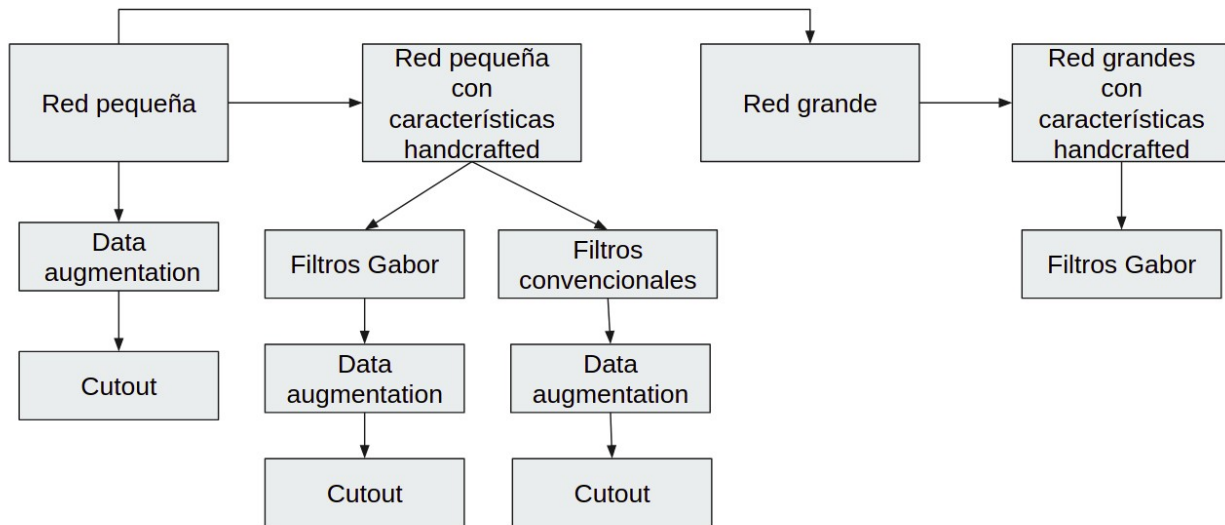 Red pequeña
Red pequeña
con
características
handcrafted
Red grande
Red grandes
con
características
handcrafted
Data
augmentation
Filtros Gabor
Filtros
convencionales
Filtros Gabor
Cutout
Data
augmentation
Data
augmentation
Cutout
Cutout